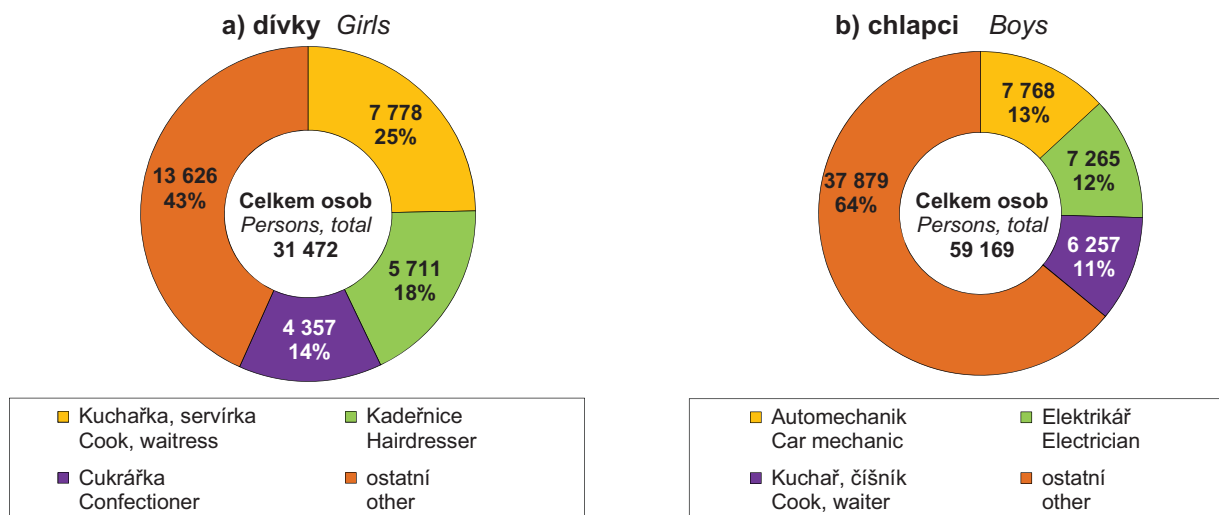 a) dívky Girls
7 778
25%
13 626
43%
Celkem osob
Persons, total
31 472
5 711
18%
4 357
14%
Kuchařka, servírka
Cook, waitress
Kadeřnice
Hairdresser
Cukrářka
Confectioner
ostatní
other
b) chlapci Boys
7 768
13%
7 265
12%
37 879
64%
Celkem osob
Persons, total
59 169
6 257
11%
Automechanik
Car mechanic
Elektrikář
Electrician
Kuchař, číšník
Cook, waiter
ostatní
other